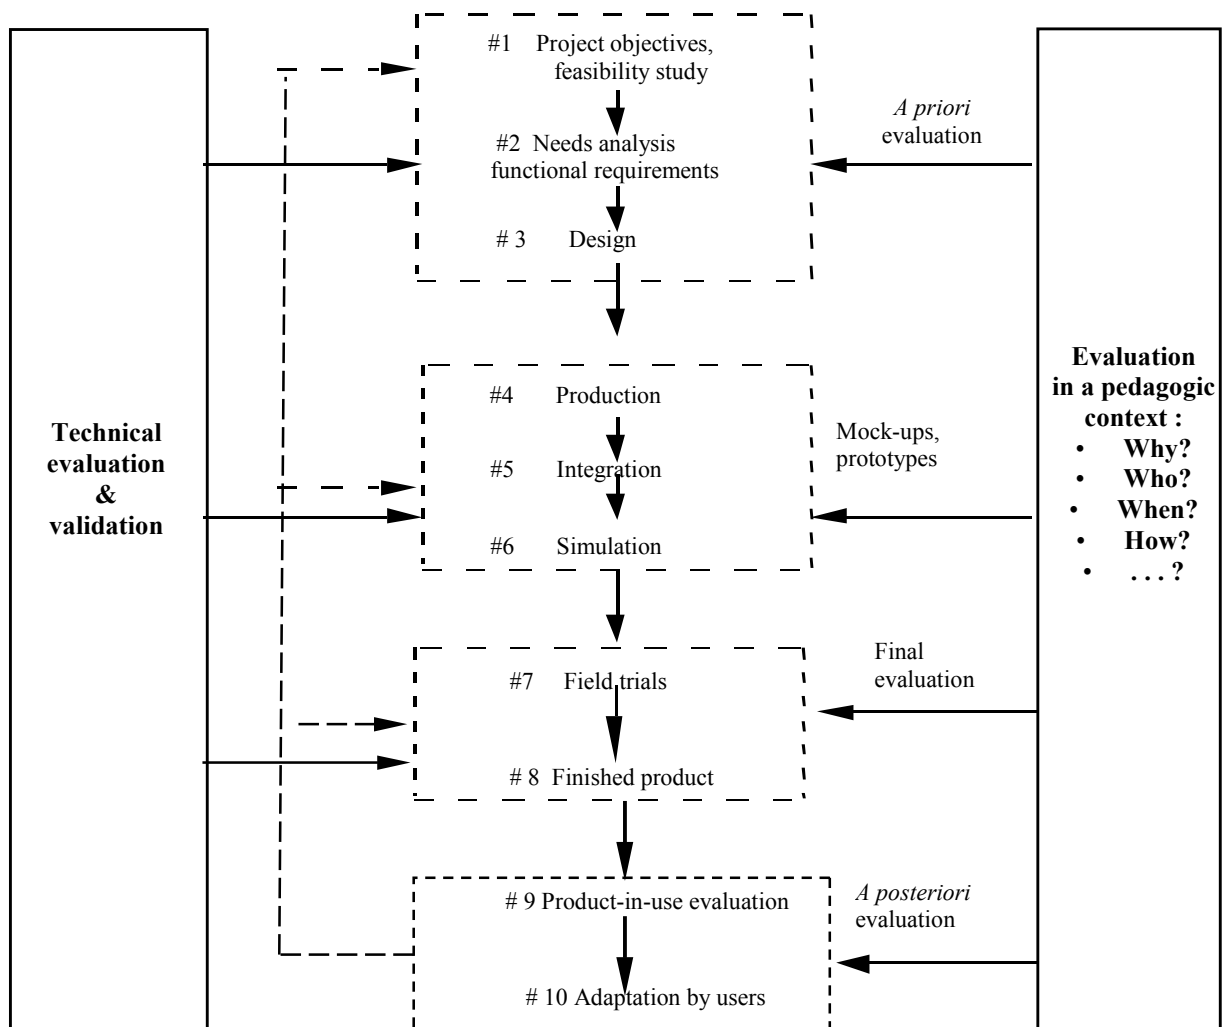 Technical
evaluation
&
validation
#1 Project objectives,
feasibility study
#2 Needs analysis
functional requirements
# 3 Design
#4 Production
#5 Integration
#6 Simulation
#7 Field trials
# 8 Finished product
# 9 Product-in-use evaluation
# 10 Adaptation by users
A priori
evaluation
Mock-ups,
prototypes
Final
evaluation
A posteriori
evaluation
Evaluation
in a pedagogic
context :
• Why?
• Who?
• When?
• How?
• . . . ?